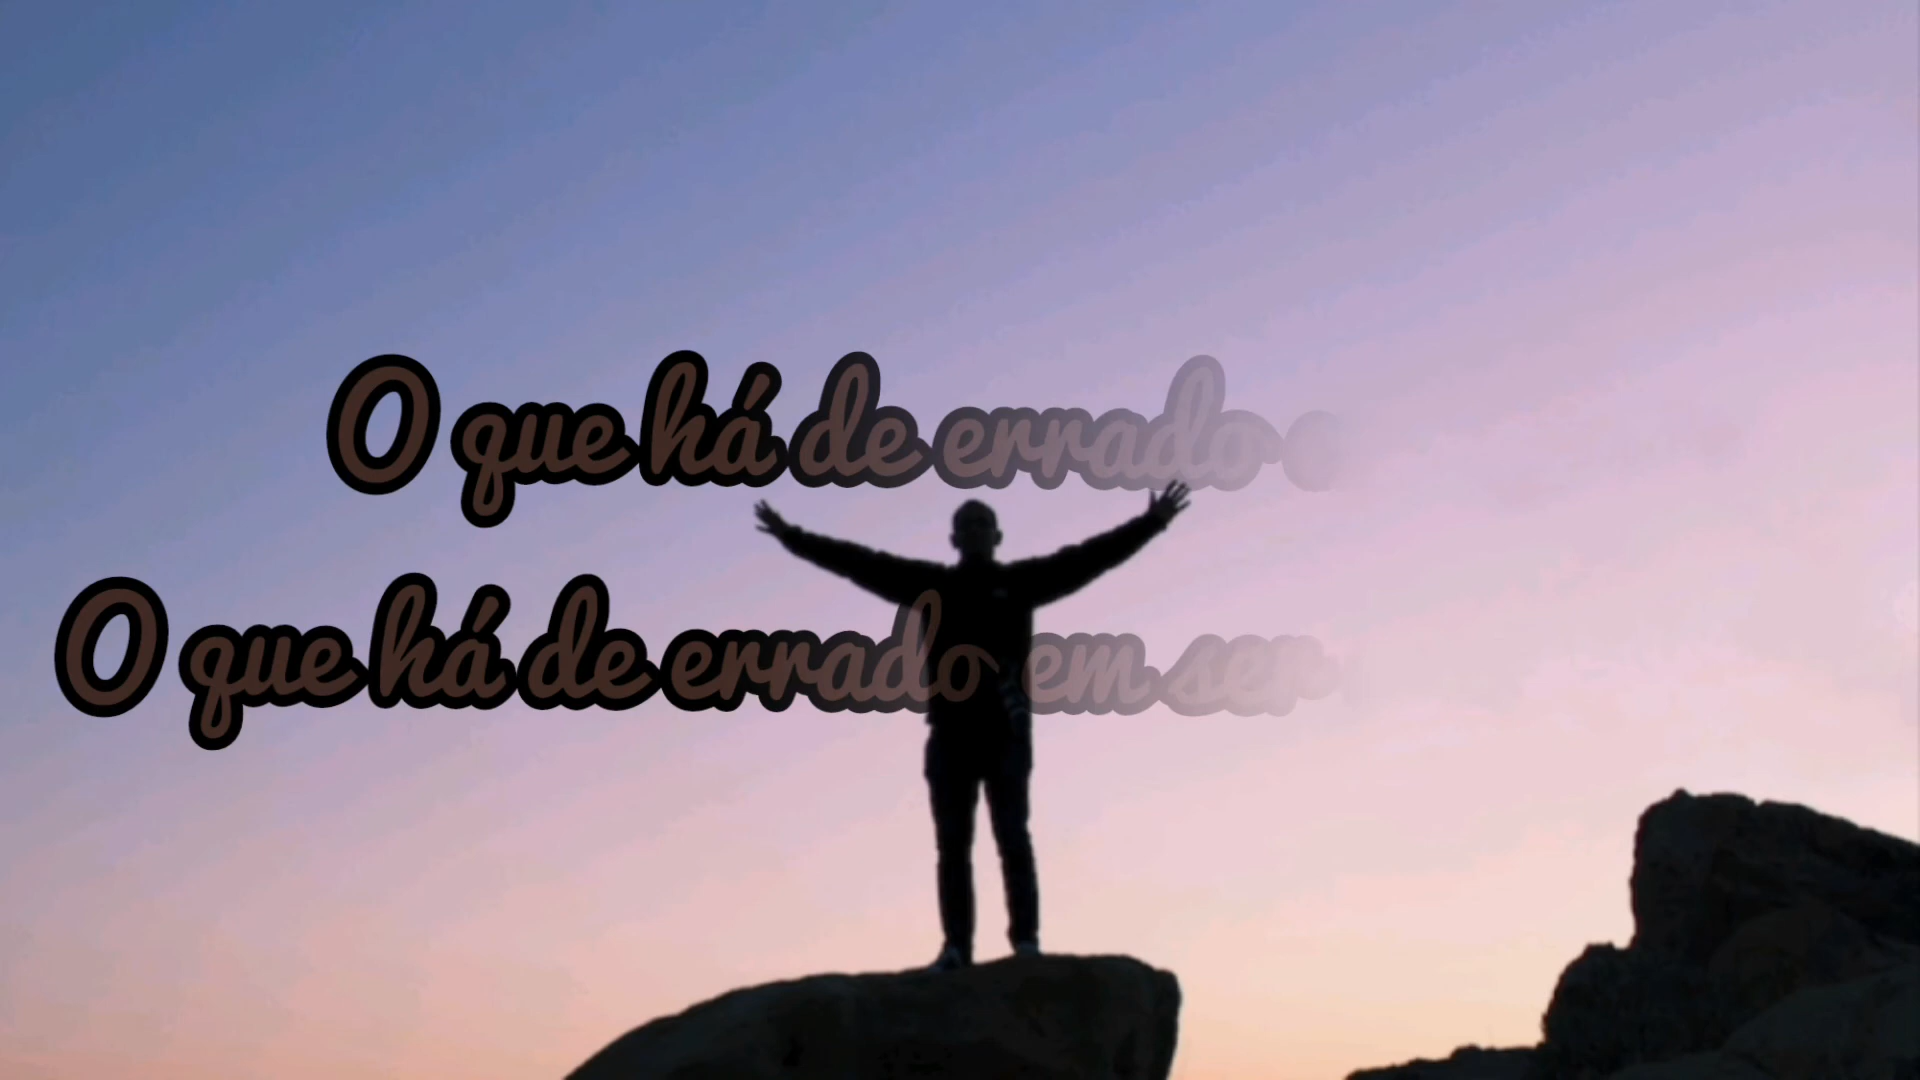 O que há de errado
O que há de errado em ser